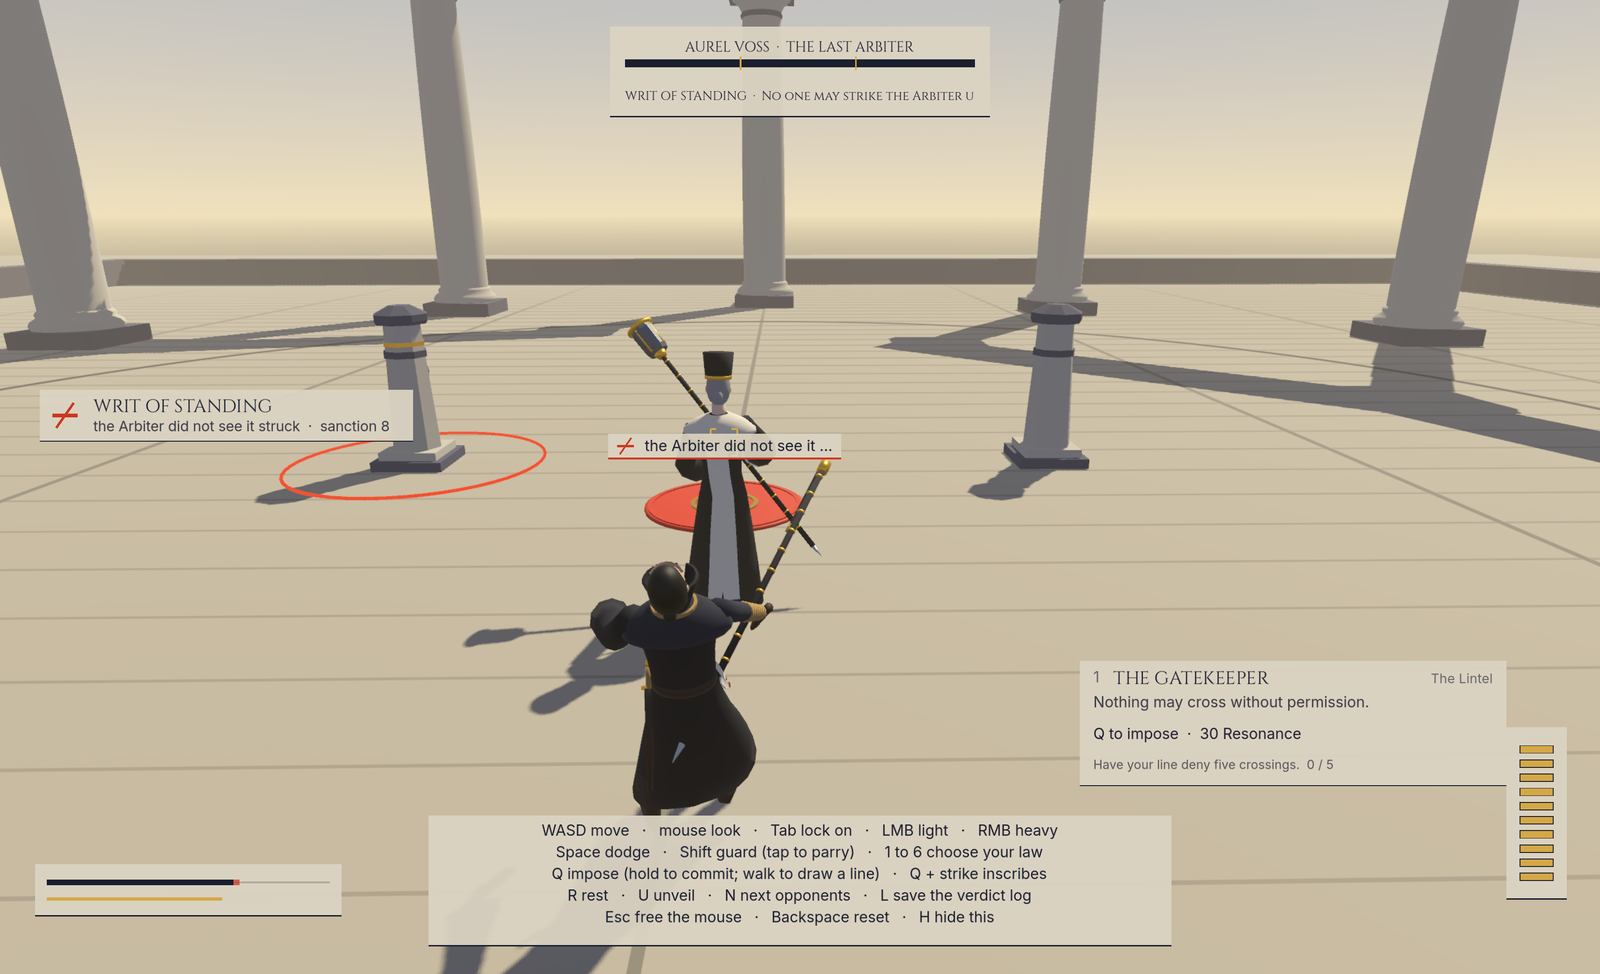 AUREL VOSS · THE LAST ARBITER
WRIT OF STANDING · NO ONE MAY STRIKE THE ARBITER U
WRIT OF STANDING
the Arbiter did not see it struck · sanction 8
the Arbiter did not see it ...
1 THE GATEKEEPER The Lintel
Nothing may cross without permission.
Q to impose · 30 Resonance
Have your line deny five crossings. 0 / 5
WASD move · mouse look · Tab lock on · LMB light · RMB heavy
Space dodge · Shift guard (tap to parry) · 1 to 6 choose your law
Q impose (hold to commit; walk to draw a line) · Q + strike inscribes
R rest · U unveil · N next opponents · L save the verdict log
Esc free the mouse · Backspace reset · H hide this